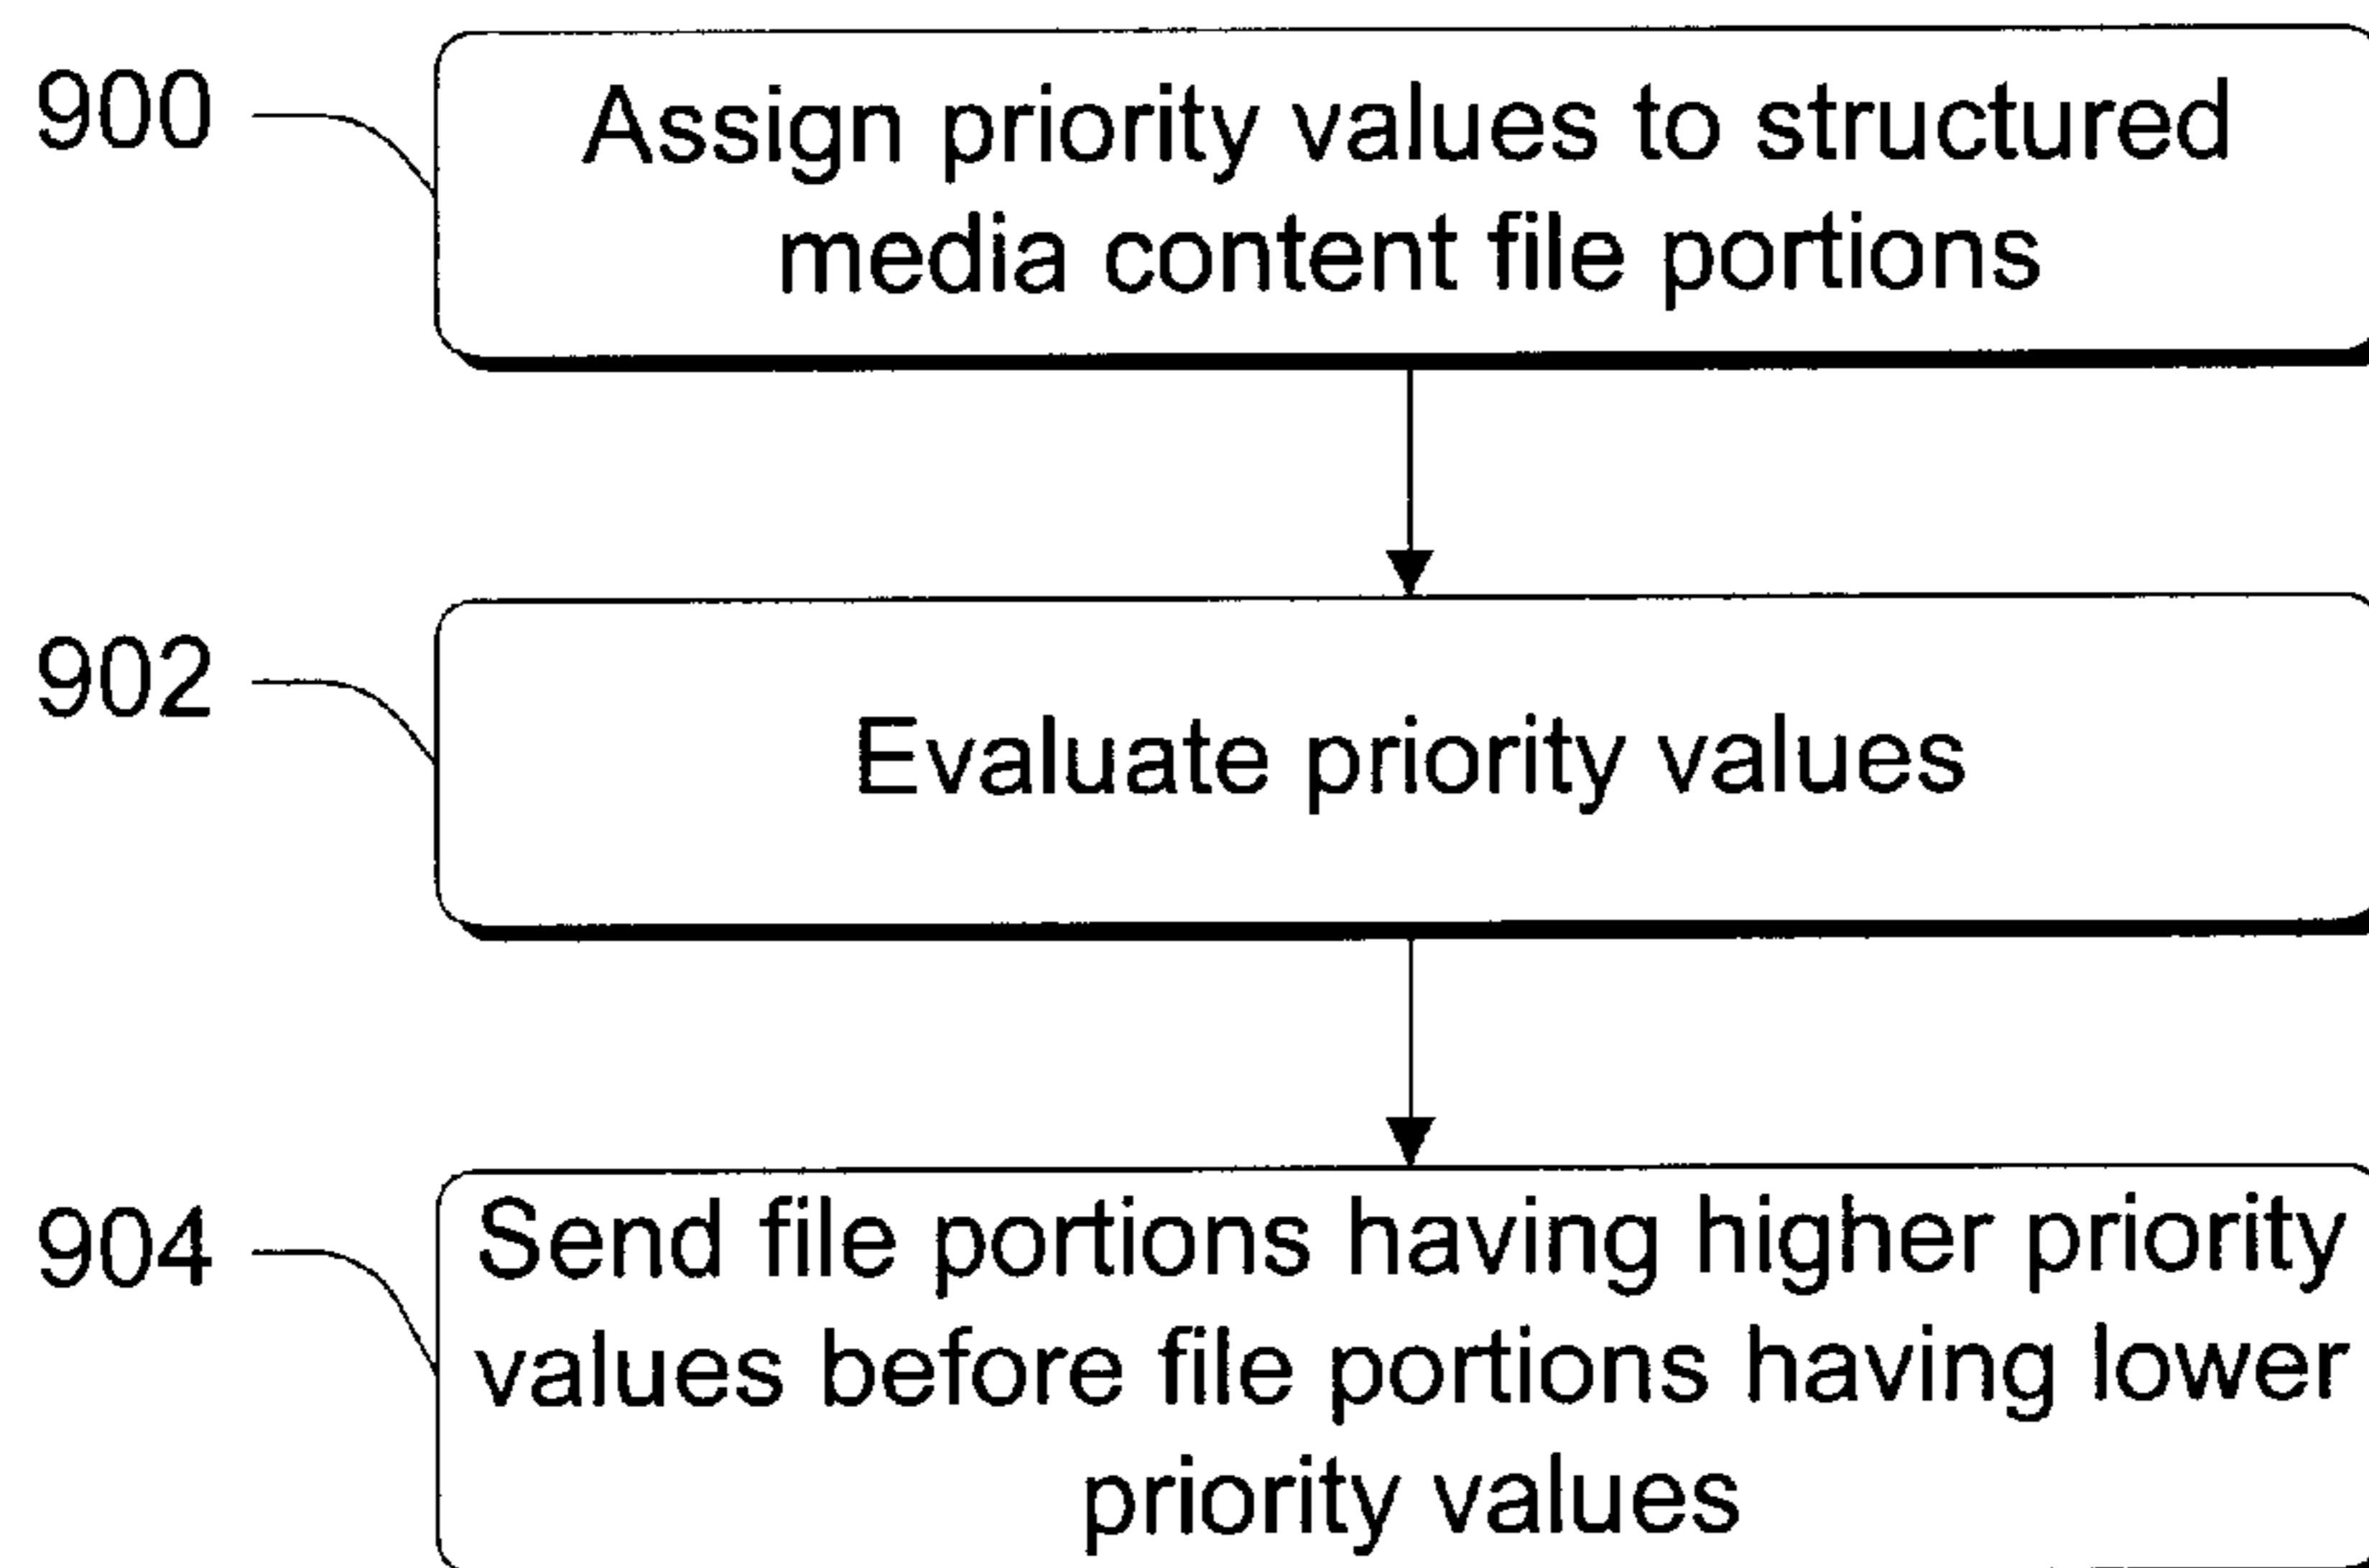 900
Assign priority values to structured
media content file portions
902
Evaluate priority values
904
Send file portions having higher priority
values before file portions having lower
priority values